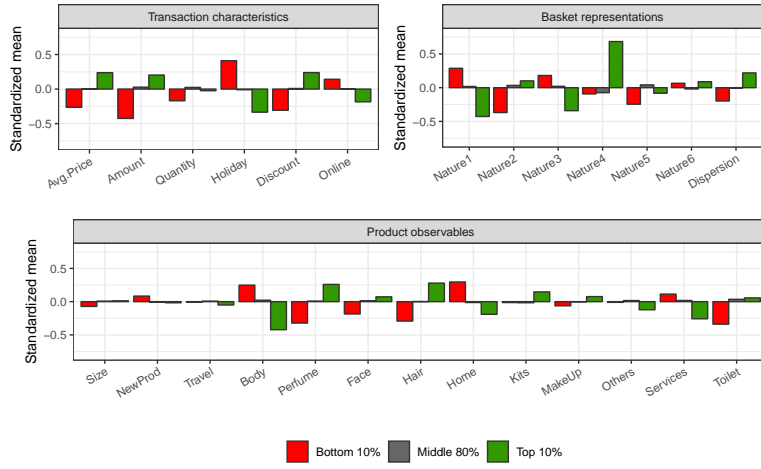 Transaction characteristics
Standardized mean
0.5
0.0
−0.5
Avg.Price Amount Quantity Holiday Discount Online
Basket representations
Standardized mean
0.5
0.0
−0.5
Nature1 Nature2 Nature3 Nature4 Nature5 Nature6 Dispersion
Product observables
Standardized mean
0.5
0.0
−0.5
Size NewProd Travel Body Perfume Face Hair Home Kits MakeUp Others Services Toilet
Bottom 10% Middle 80% Top 10%